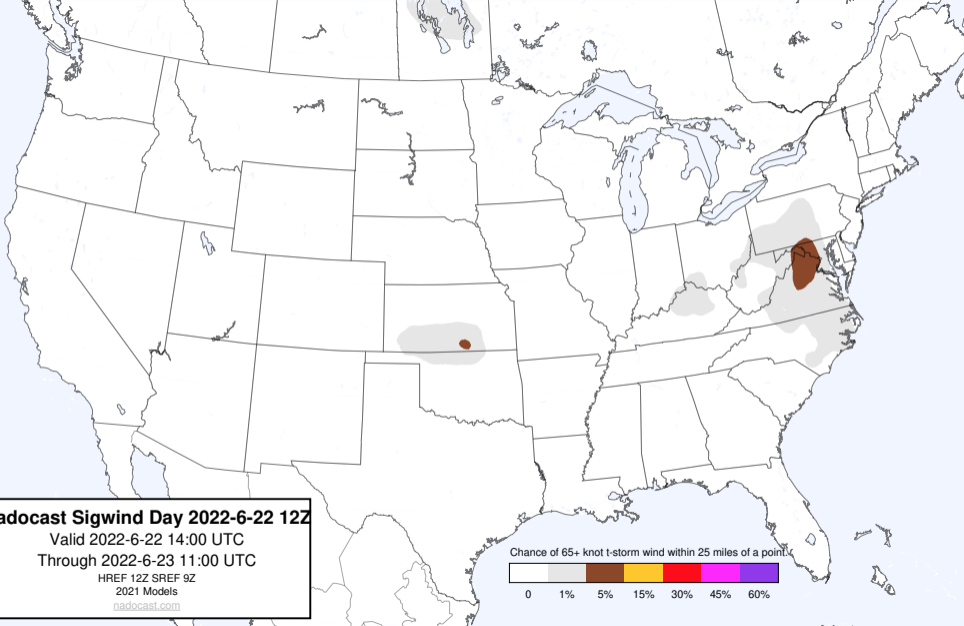 adocast Sigwind Day 2022-6-22 12Z
Valid 2022-6-22 14:00 UTC
Through 2022-6-23 11:00 UTC
HREF 12Z SREF 9Z
2021 Models
nadocast.com
Chance of 65+ knot t-storm wind within 25 miles of a point.
0 1% 5% 15% 30% 45% 60%